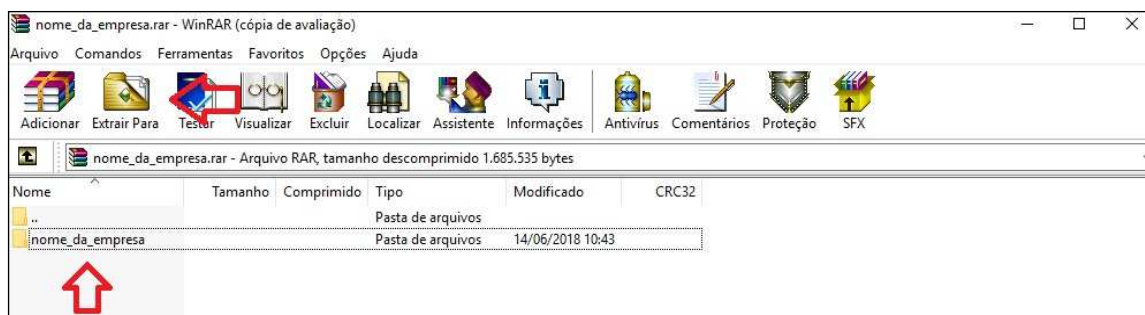 nome_da_empresa.rar - WinRAR (cópia de avaliação)
Arquivo Comandos Ferramentas Favoritos Opções Ajuda
Adicionar Extrair Para Testar Visualizar Excluir Localizar Assistente Informações Antivírus Comentários Proteção SFX
nome_da_empresa.rar - Arquivo RAR, tamanho descomprimido 1.685.535 bytes
Nome Tamanho Comprimido Tipo Modificado CRC32
.. Pasta de arquivos
nome_da_empresa Pasta de arquivos 14/06/2018 10:43